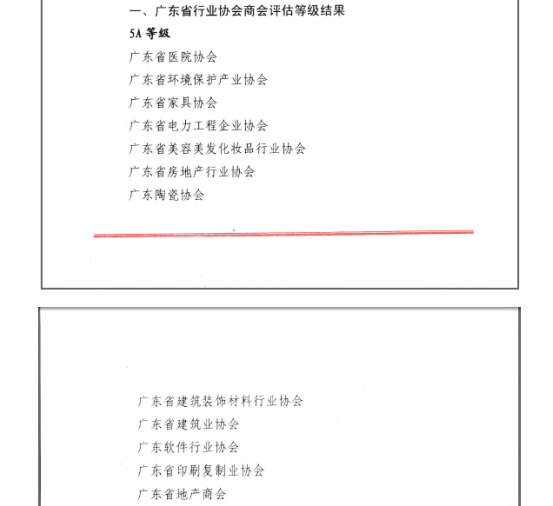 一、广东省行业协会商会评估等级结果
5A 等级
广东省医院协会
广东省环境保护产业协会
广东省家具协会
广东省电力工程企业协会
广东省美容美发化妆品行业协会
广东省房地产行业协会
广东陶瓷协会
广东省建筑装饰材料行业协会
广东省建筑业协会
广东软件行业协会
广东省印刷复制业协会
广东省地产商会